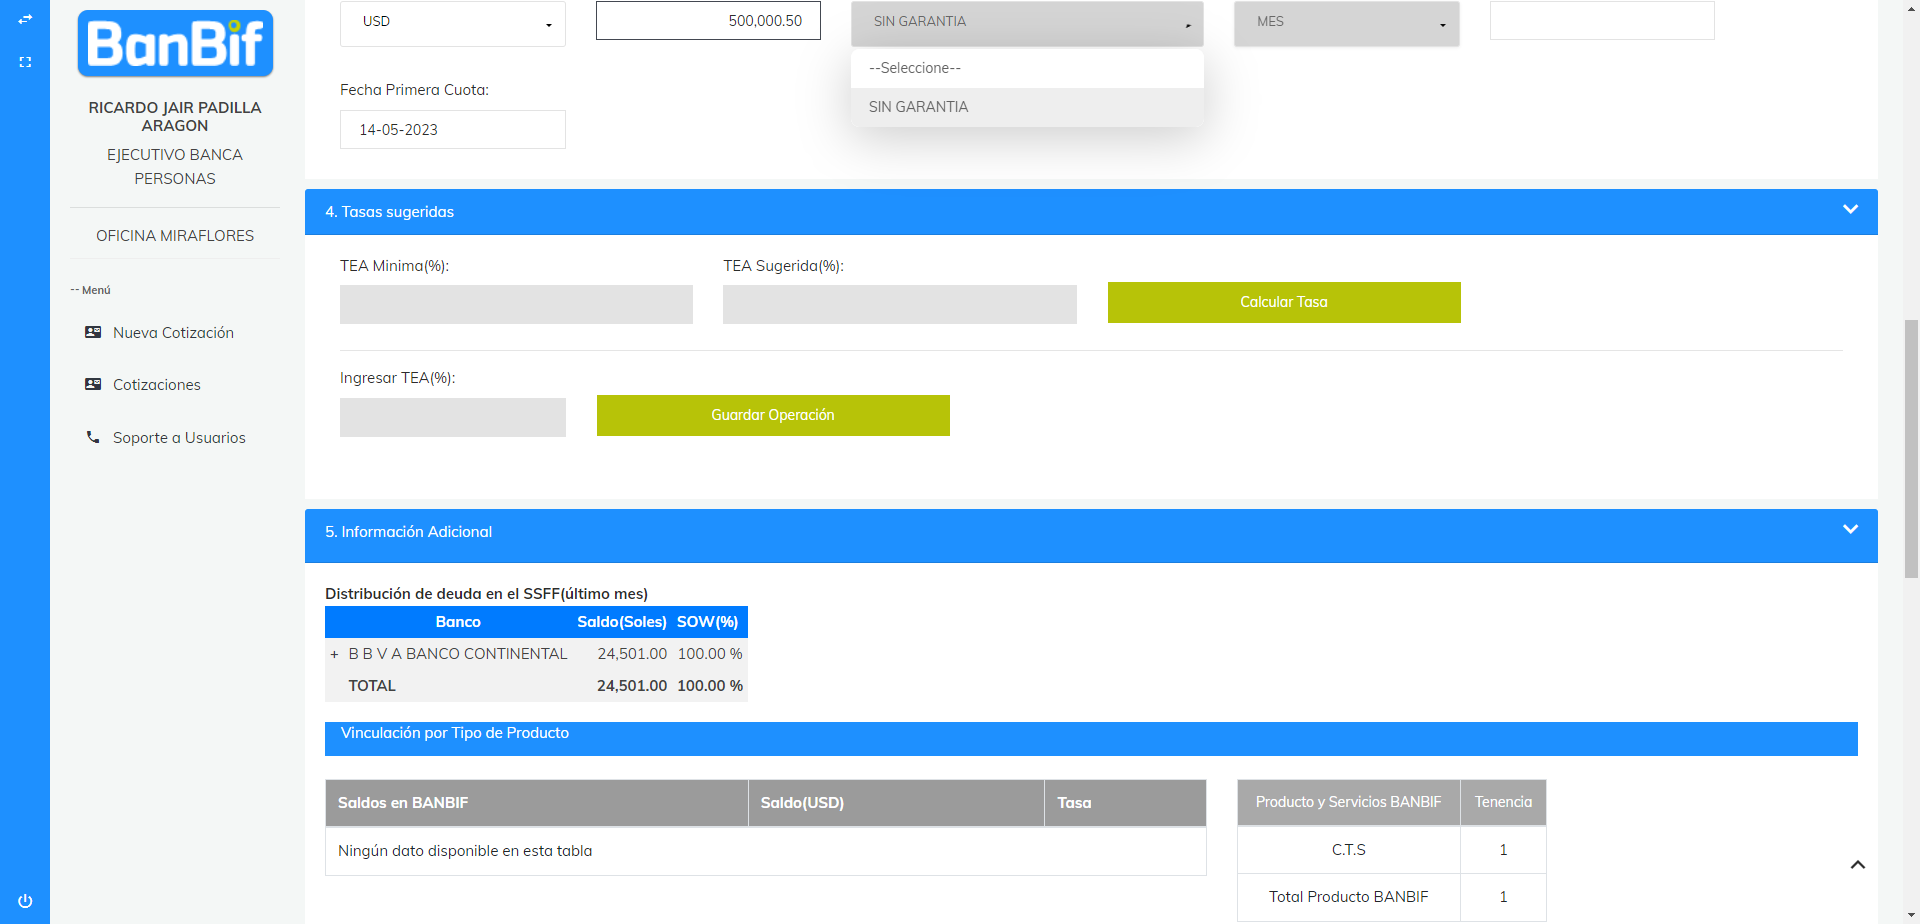 BanBif
RICARDO JAIR PADILLA
ARAGON
EJECUTIVO BANCA
PERSONAS
OFICINA MIRAFLORES
-- Menú
Nueva Cotización
Cotizaciones
Soporte a Usuarios
USD
500,000.50
SIN GARANTIA
MES
--Seleccione--
SIN GARANTIA
Fecha Primera Cuota:
14-05-2023
4. Tasas sugeridas
TEA Minima(%):
TEA Sugerida(%):
Calcular Tasa
Ingresar TEA(%):
Guardar Operación
5. Información Adicional
Distribución de deuda en el SSFF(último mes)
Banco Saldo(Soles) SOW(%)
+ B B V A BANCO CONTINENTAL 24,501.00 100.00 %
TOTAL 24,501.00 100.00 %
Vinculación por Tipo de Producto
Saldos en BANBIF Saldo(USD) Tasa
Ningún dato disponible en esta tabla
Producto y Servicios BANBIF Tenencia
C.T.S 1
Total Producto BANBIF 1